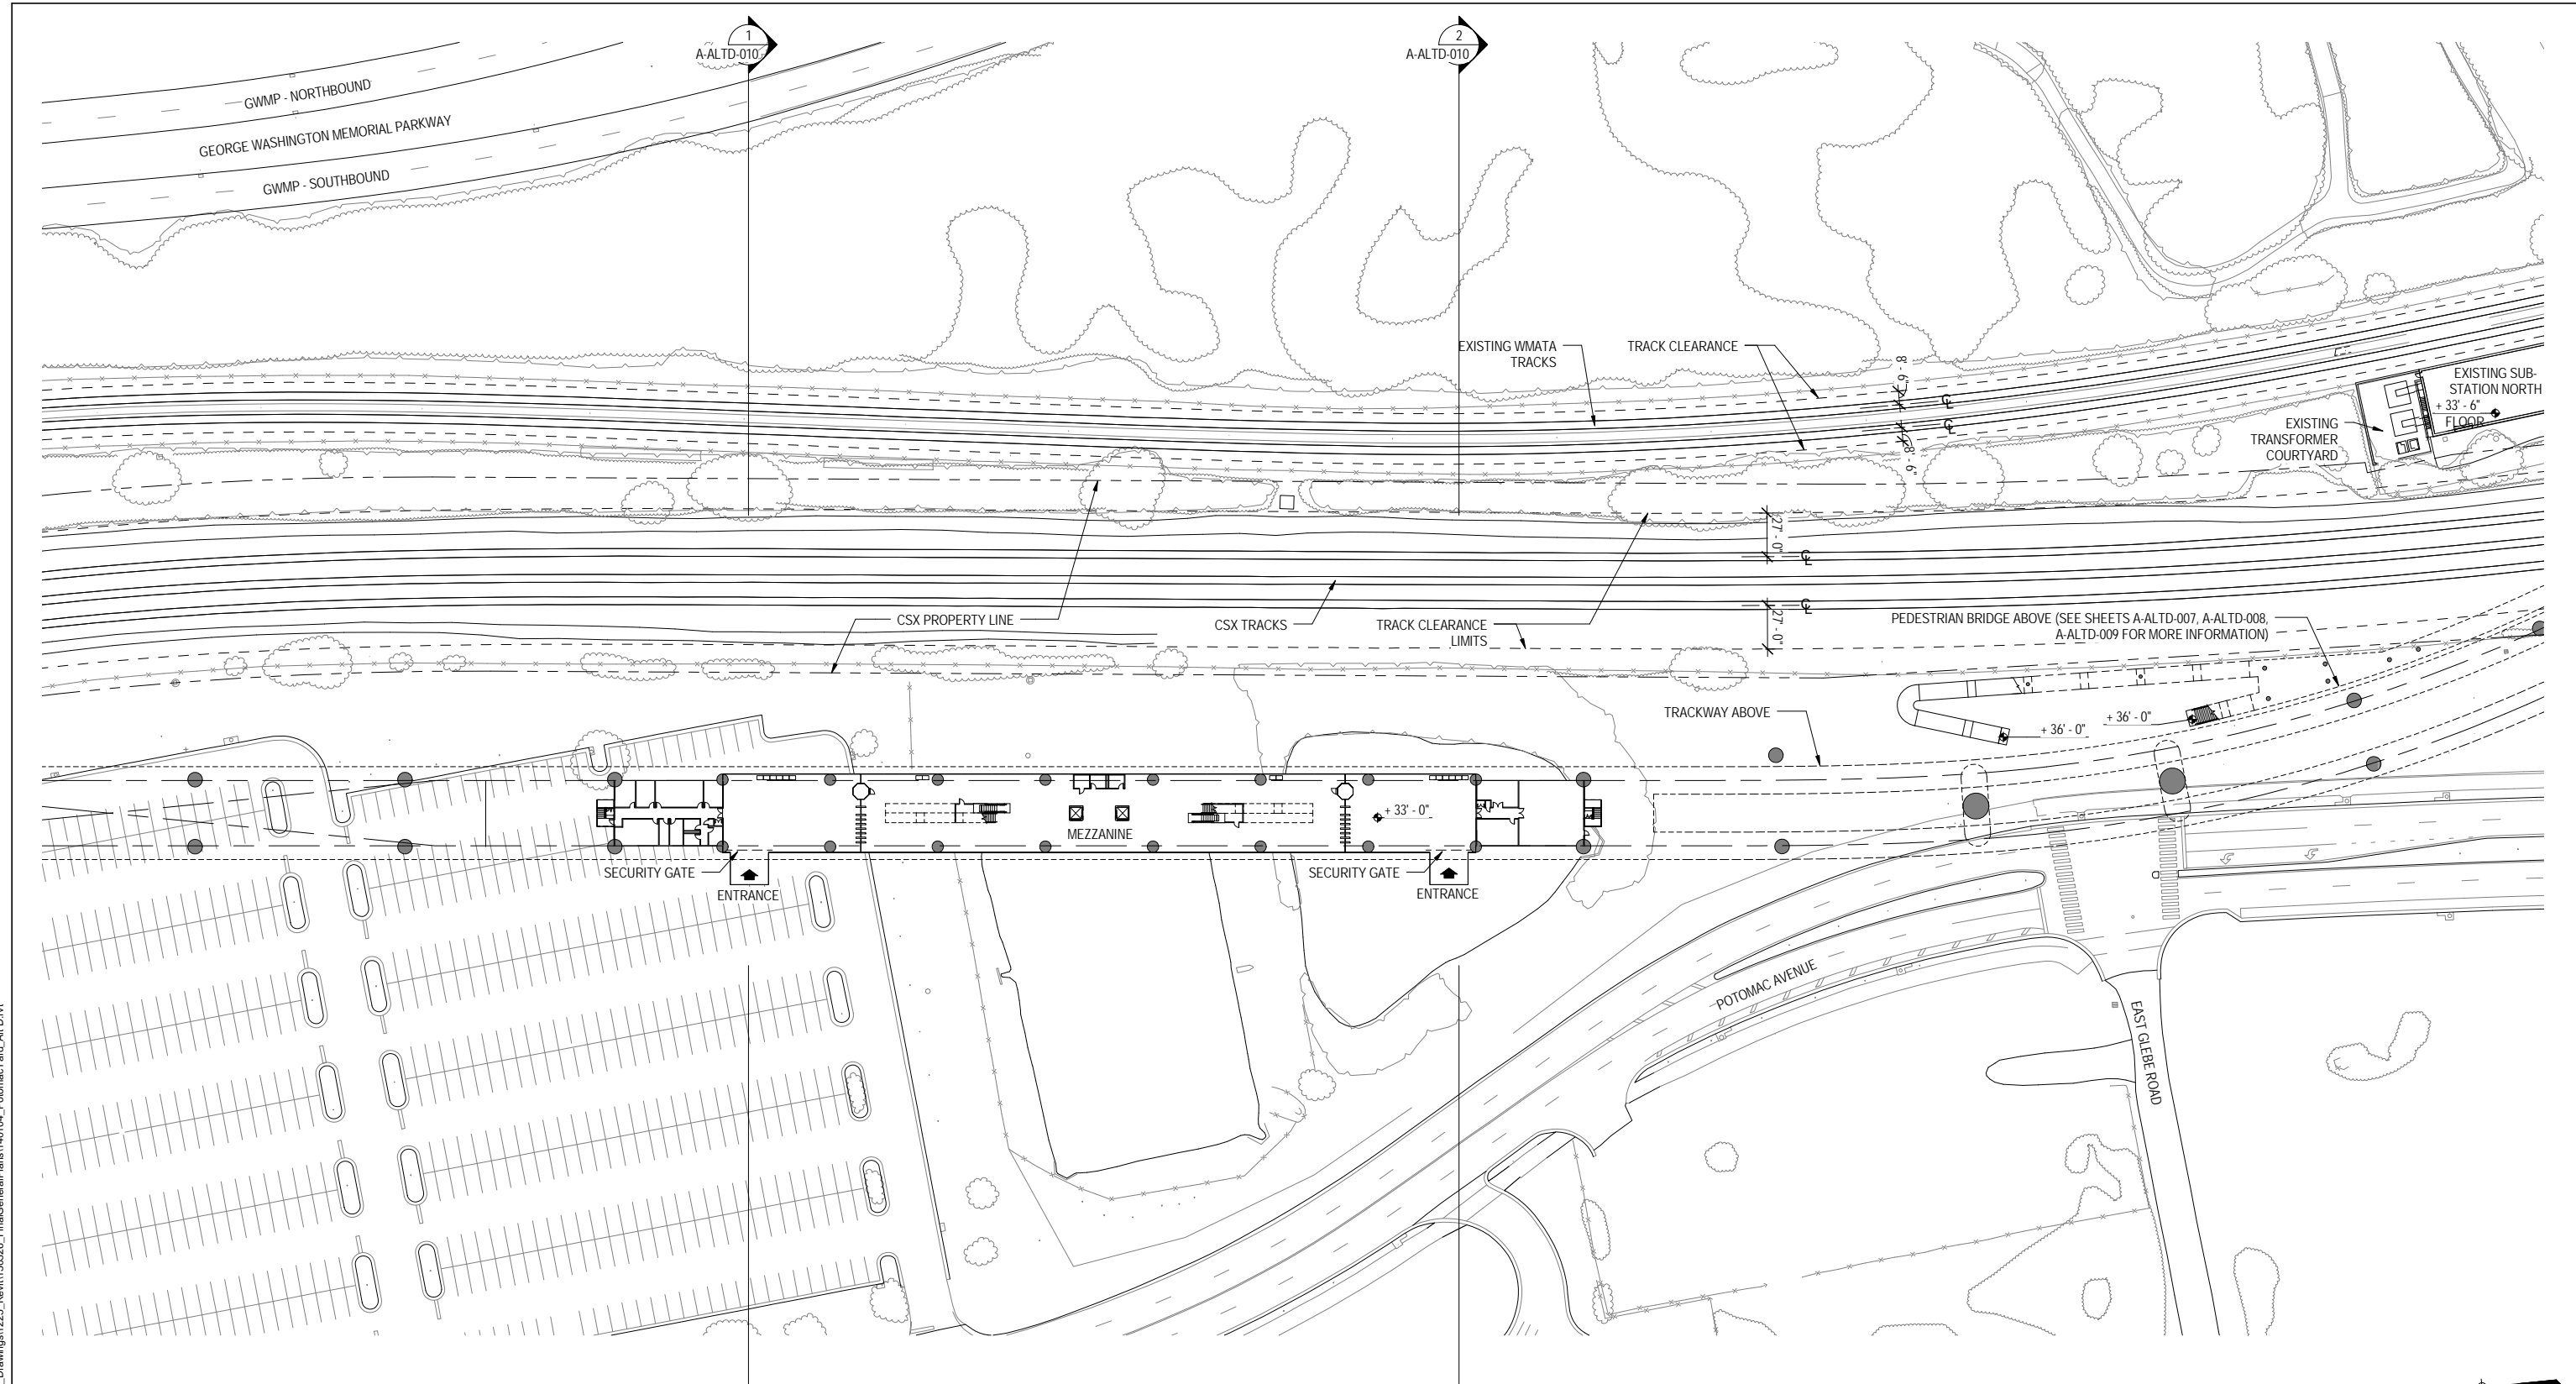 1
A-ALTD-010
2
A-ALTD-010
GWMP - NORTHBOUND
GEORGE WASHINGTON MEMORIAL PARKWAY
GWMP - SOUTHBOUND
EXISTING WMATA
TRACKS
TRACK CLEARANCE
8' - 6"
8' - 6"
EXISTING SUB-
STATION NORTH
+ 33' - 6"
FLOOR
EXISTING
TRANSFORMER
COURTYARD
27' - 0"
27' - 0"
CSX PROPERTY LINE
CSX TRACKS
TRACK CLEARANCE
LIMITS
PEDESTRIAN BRIDGE ABOVE (SEE SHEETS A-ALTD-007, A-ALTD-008,
A-ALTD-009 FOR MORE INFORMATION)
TRACKWAY ABOVE
+ 36' - 0"
+ 36' - 0"
+ 33' - 0"
MEZZANINE
SECURITY GATE
ENTRANCE
SECURITY GATE
ENTRANCE
POTOMAC AVENUE
EAST GLEBE ROAD